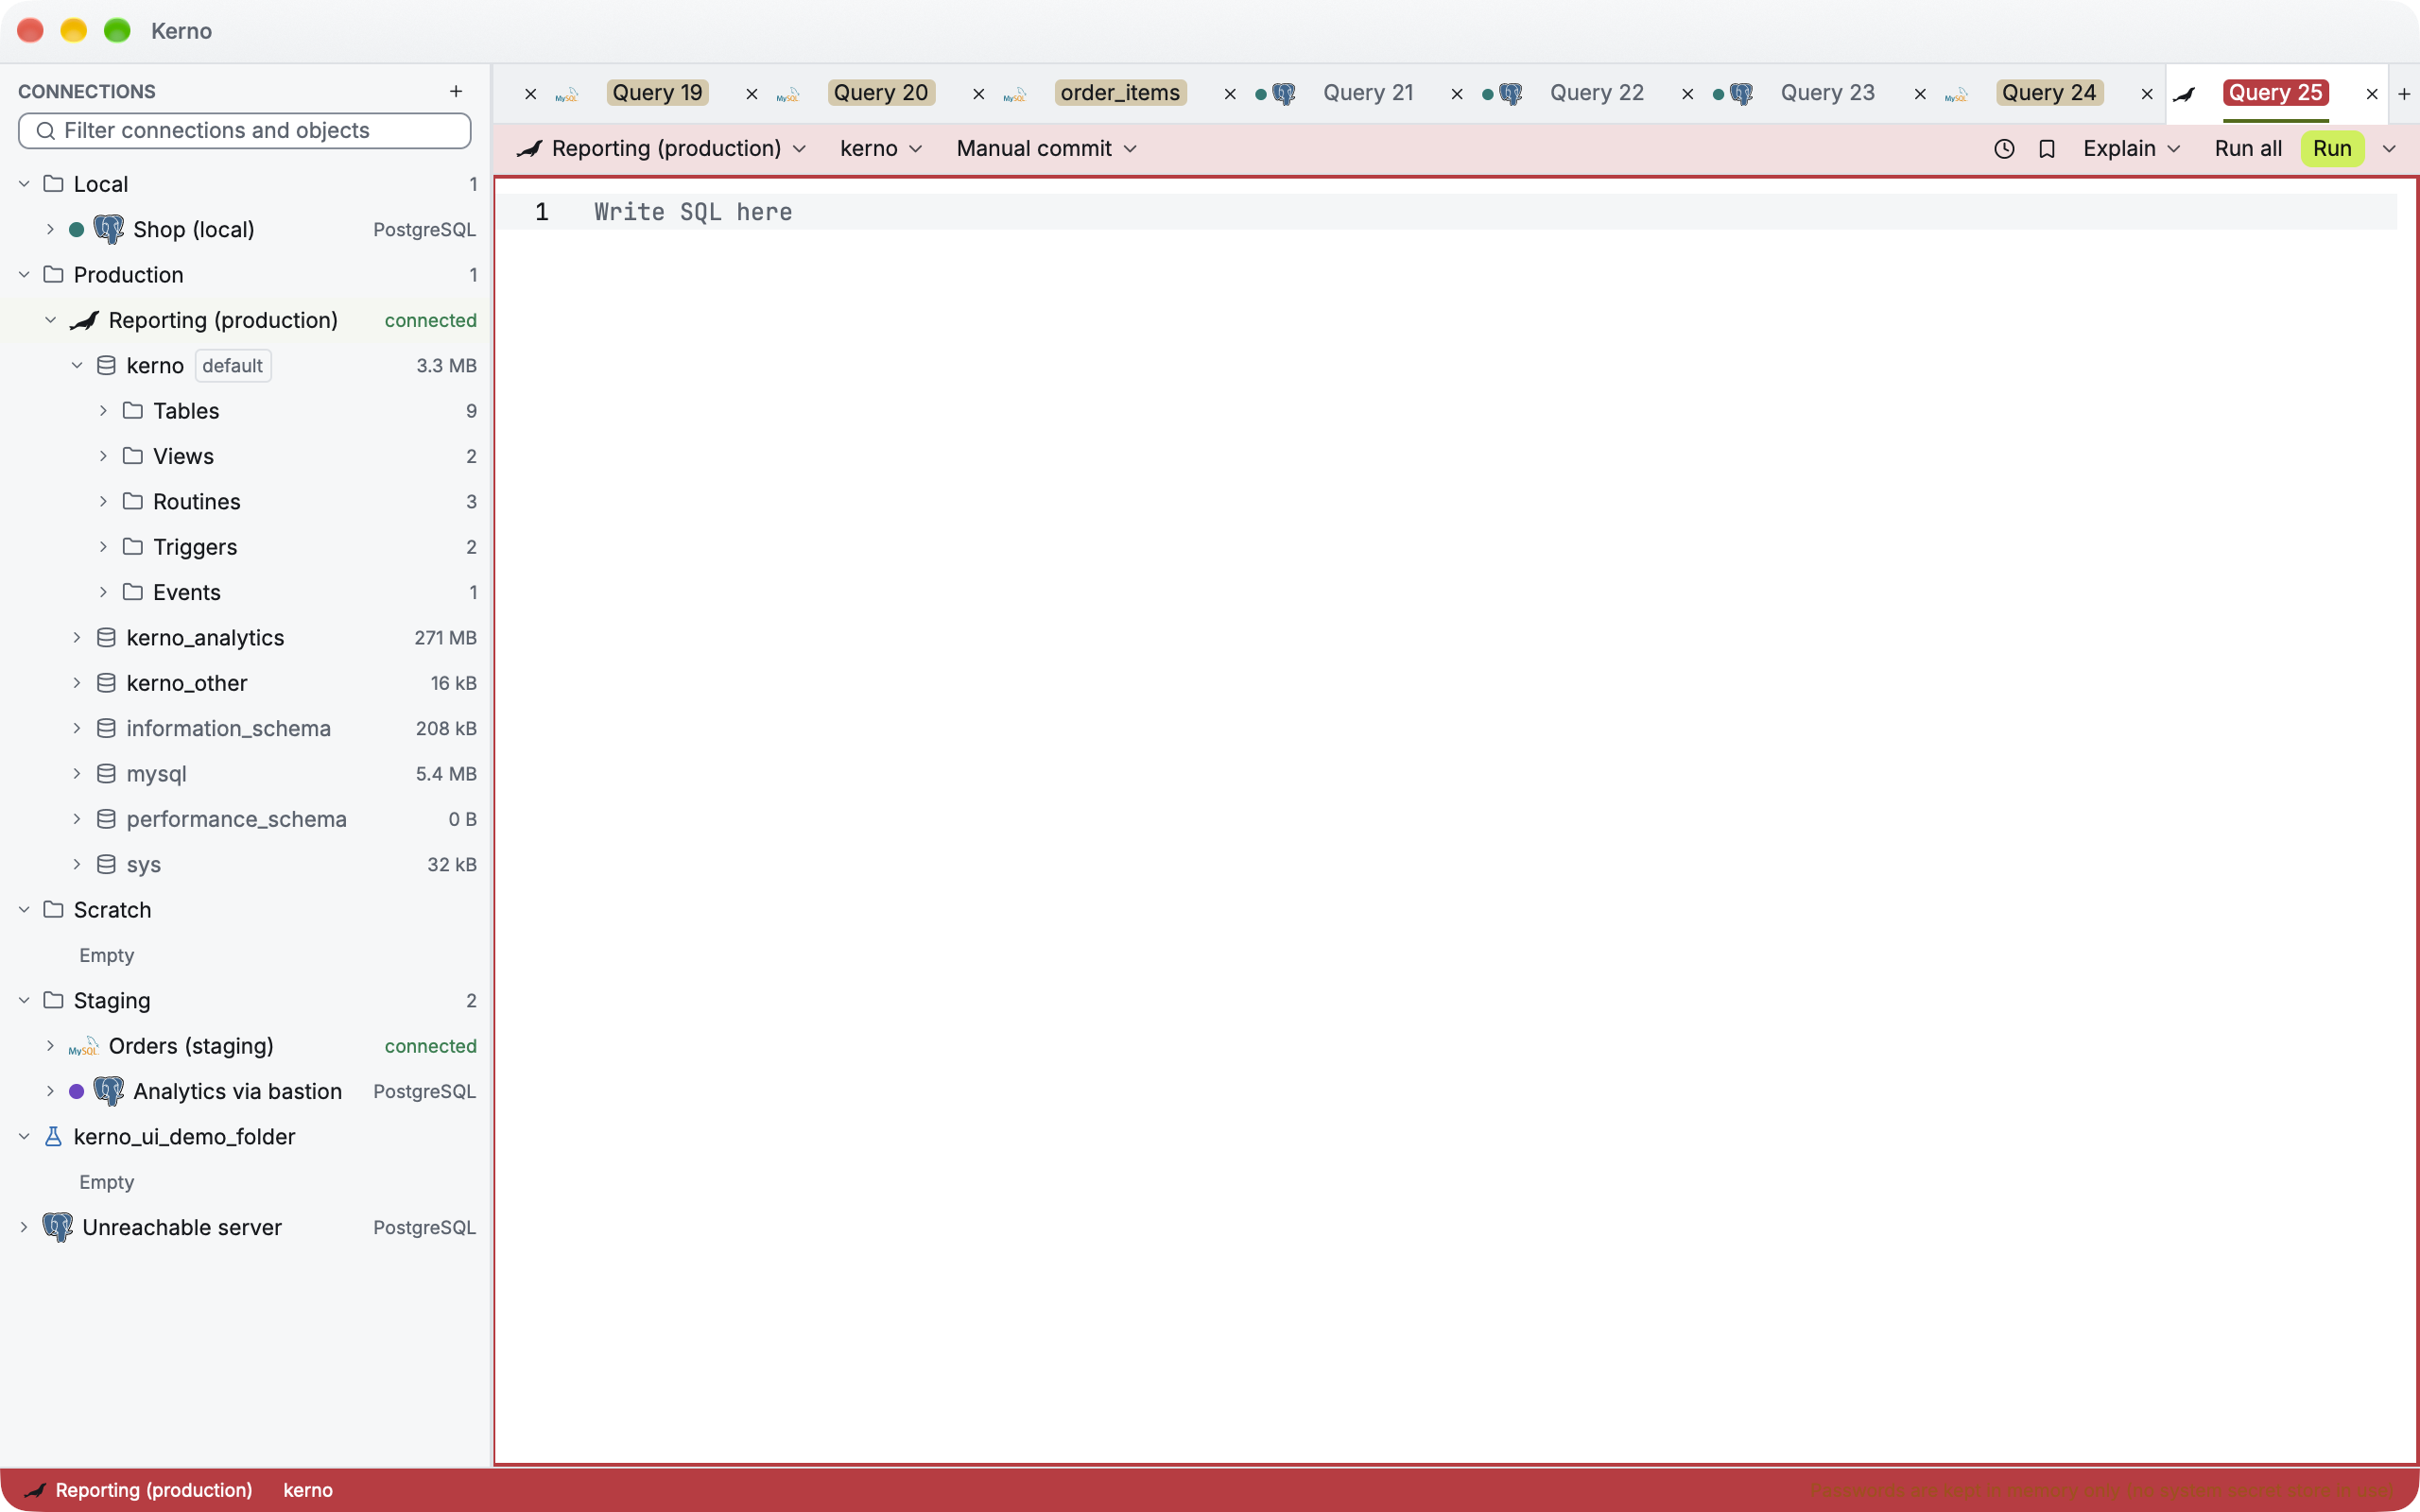 Kerno
CONNECTIONS
Filter connections and objects
Local 1
Shop (local) PostgreSQL
Production 1
Reporting (production) connected
kerno default 3.3 MB
Tables 9
Views 2
Routines 3
Triggers 2
Events 1
kerno_analytics 271 MB
kerno_other 16 kB
information_schema 208 kB
mysql 5.4 MB
performance_schema 0 B
sys 32 kB
Scratch
Empty
Staging 2
MySQL Orders (staging) connected
Analytics via bastion PostgreSQL
kerno_ui_demo_folder
Empty
Unreachable server PostgreSQL
MySQL Query 19 MySQL Query 20 MySQL order_items Query 21 Query 22 Query 23 MySQL Query 24 Query 25
Reporting (production) kerno Manual commit Explain Run all Run
1 Write SQL here
Reporting (production) kerno